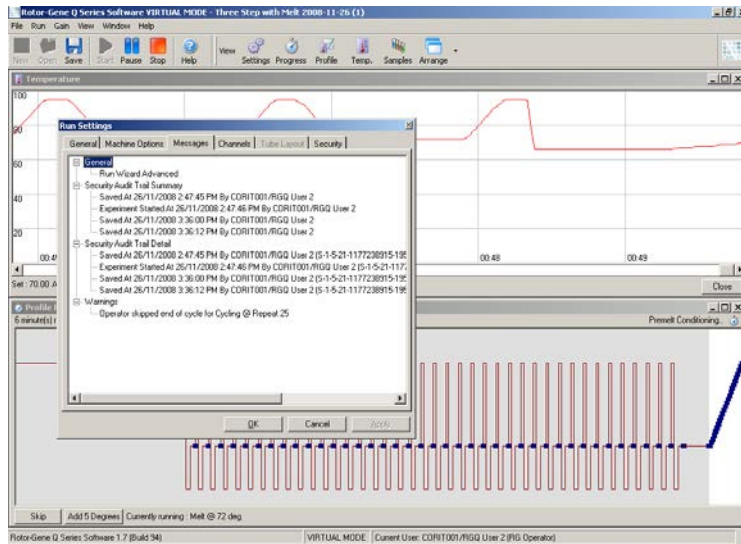 Rotor-Gene Q Series Software VIRTUAL MODE - Three Step with Melt 2008-11-26 (1)
File Run Gain View Window Help
New Open Save Start Pause Stop Help View Settings Progress Profile Temp. Samples Arrange
Temperature
100
80
60
40
20
00:48
00:49
Set : 70.00
Close
Run Settings
General Machine Options Messages Channels Tube Layout Security
General
Run Wizard Advanced
Security Audit Trail Summary
Saved At 26/11/2008 2:47:45 PM By CORIT001/RGQ User 2
Experiment Started At 26/11/2008 2:47:46 PM By CORIT001/RGQ User 2
Saved At 26/11/2008 3:36:00 PM By CORIT001/RGQ User 2
Saved At 26/11/2008 3:36:12 PM By CORIT001/RGQ User 2
Security Audit Trail Detail
Saved At 26/11/2008 2:47:45 PM By CORIT001/RGQ User 2 (S-1-5-21-1177238915-195
Experiment Started At 26/11/2008 2:47:46 PM By CORIT001/RGQ User 2 (S-1-5-21-117
Saved At 26/11/2008 3:36:00 PM By CORIT001/RGQ User 2 (S-1-5-21-1177238915-195
Saved At 26/11/2008 3:36:12 PM By CORIT001/RGQ User 2 (S-1-5-21-1177238915-195
Warnings
Operator skipped end of cycle for Cycling @ Repeat 25
OK Cancel Apply
Profile
6 minute(s)
Premelt Conditioning..
Skip Add 5 Degrees Currently running : Melt @ 72 deg.
Rotor-Gene Q Series Software 1.7 (Build 94) VIRTUAL MODE Current User: CORIT001/RGQ User 2 (RG Operator)